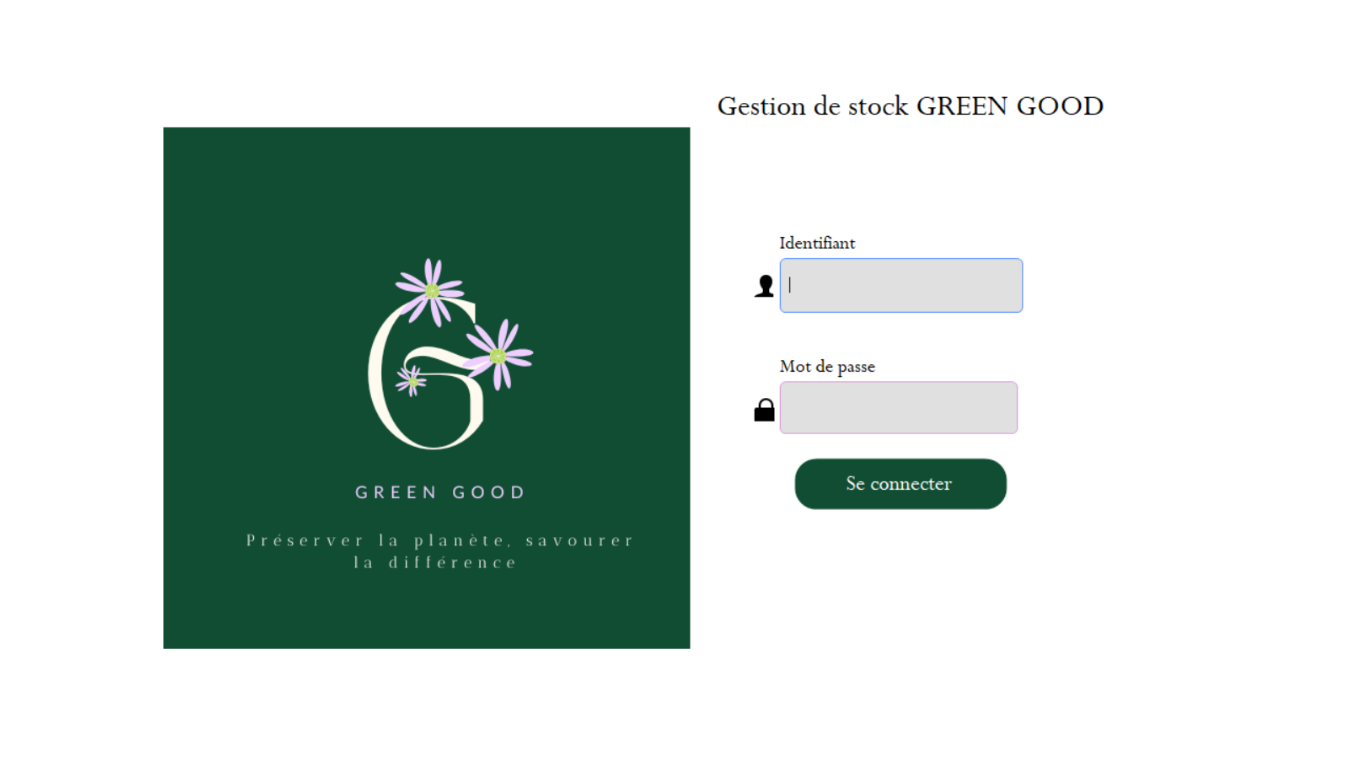 Gestion de stock GREEN GOOD
Identifiant
Mot de passe
Se connecter
G
GREEN GOOD
Préserver la planète, savourer
la différence